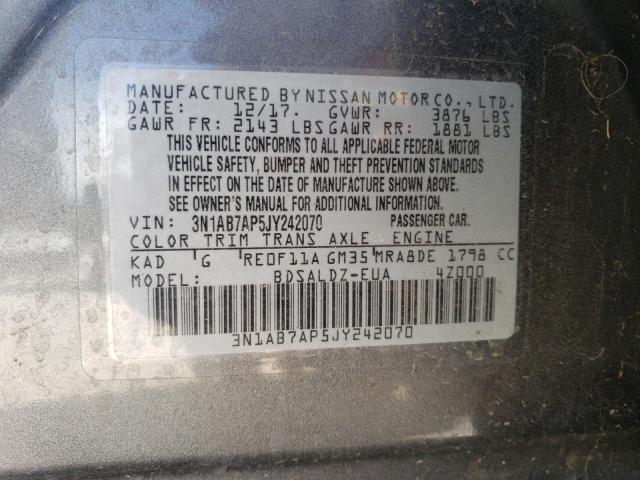 MANUFACTURED BY NISSAN MOTOR CO., LTD.
DATE: 12/17. GVWR: 3876 LBS
GAWR FR: 2143 LBS GAWR RR: 1881 LBS
THIS VEHICLE CONFORMS TO ALL APPLICABLE FEDERAL MOTOR
VEHICLE SAFETY, BUMPER AND THEFT PREVENTION STANDARDS
IN EFFECT ON THE DATE OF MANUFACTURE SHOWN ABOVE.
SEE OWNER'S MANUAL FOR ADDITIONAL INFORMATION.
VIN: 3N1AB7AP5JY242070 PASSENGER CAR.
COLOR TRIM TRANS AXLE ENGINE
KAD G RE0F11A GM35 MRA8DE 1798 CC
MODEL: BDSALDZ-EUA 4Z000
3N1AB7AP5JY242070